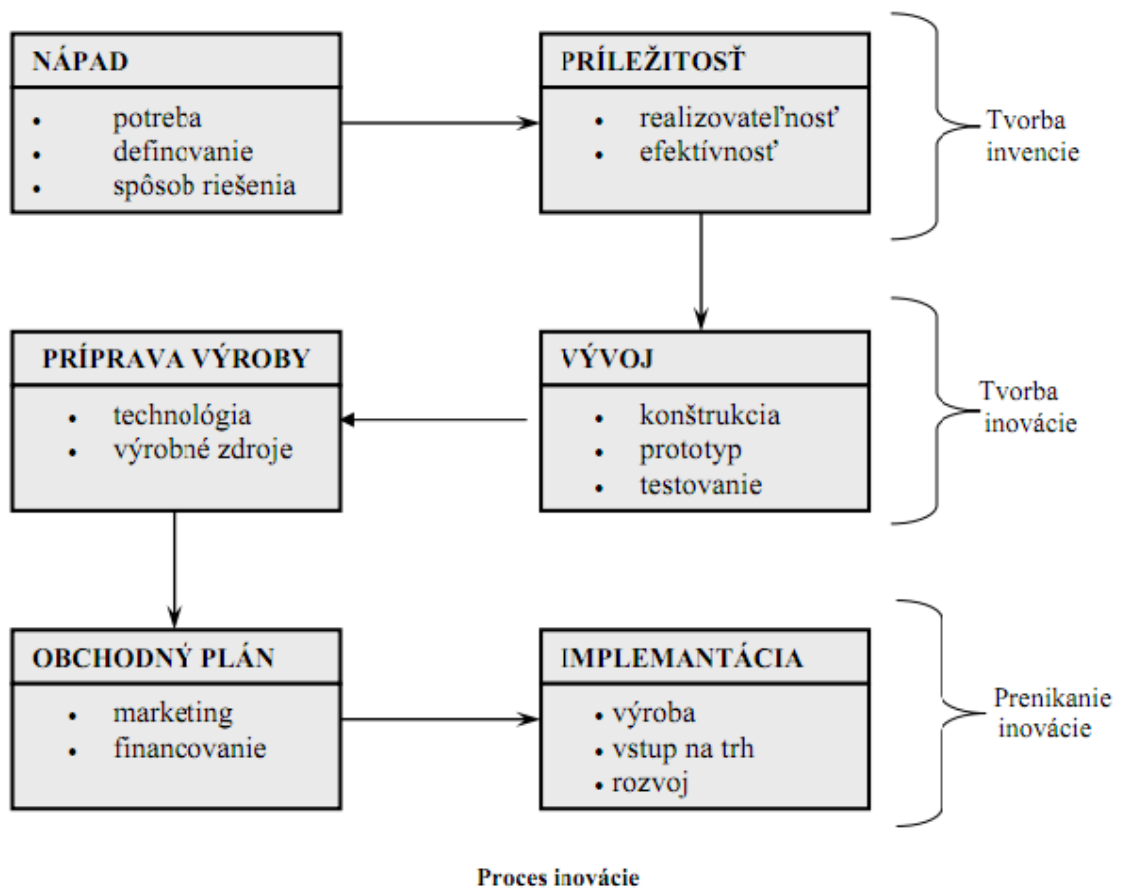 NÁPAD
• potreba
• definovanie
• spôsob riešenia
PRÍLEŽITOSŤ
• realizovateľnosť
• efektívnosť
Tvorba
invencie
PRÍPRAVA VÝROBY
• technológia
• výrobné zdroje
VÝVOJ
• konštrukcia
• prototyp
• testovanie
Tvorba
inovácie
OBCHODNÝ PLÁN
• marketing
• financovanie
IMPLEMANTÁCIA
• výroba
• vstup na trh
• rozvoj
Prenikanie
inovácie
Proces inovácie